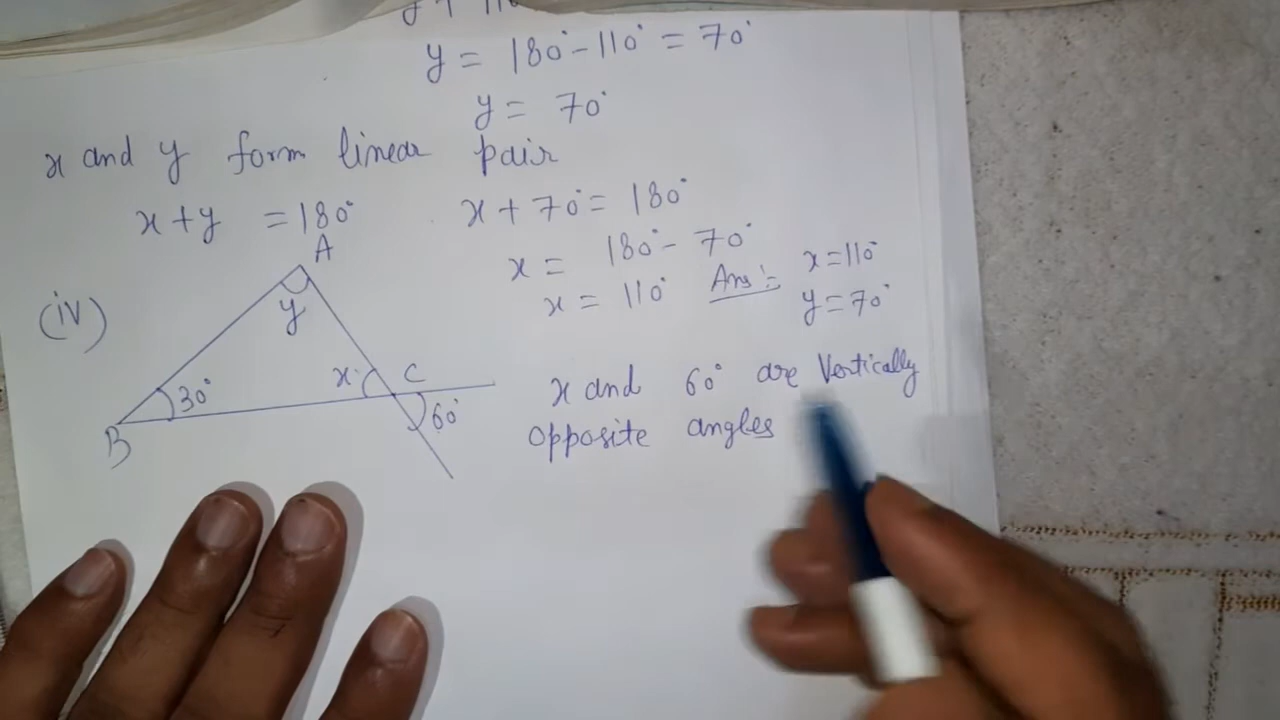 y = 180° - 110° = 70°
y = 70°
x and y form linear pair
x + y = 180°
x + 70° = 180°
x = 180° - 70°
x = 110°
Ans:- x = 110°
y = 70°
(iv)
A
y
30°
x
C
60°
B
x and 60° are Vertically
opposite angles